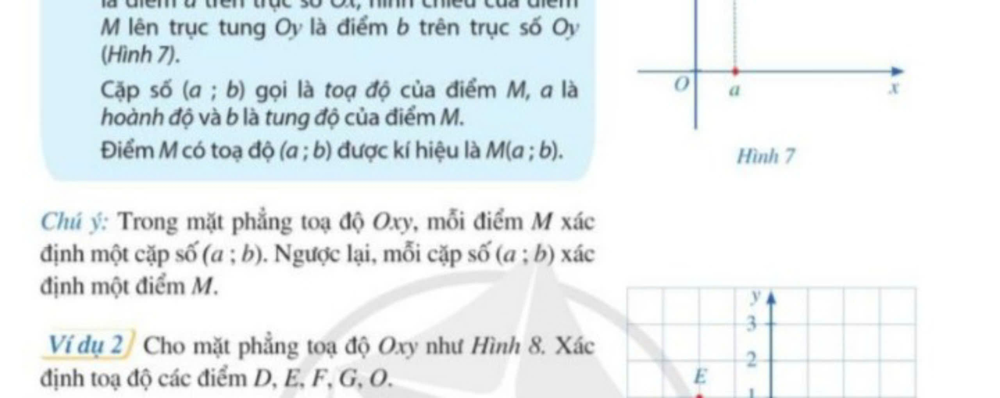 là điểm a trên trục số Ox, hình chiếu của điểm
M lên trục tung Oy là điểm b trên trục số Oy
(Hình 7).
Cặp số (a ; b) gọi là toạ độ của điểm M, a là
hoành độ và b là tung độ của điểm M.
Điểm M có toạ độ (a ; b) được kí hiệu là M(a ; b).
O
a
x
Hình 7
Chú ý: Trong mặt phẳng toạ độ Oxy, mỗi điểm M xác
định một cặp số (a ; b). Ngược lại, mỗi cặp số (a ; b) xác
định một điểm M.
Ví dụ 2 Cho mặt phẳng toạ độ Oxy như Hình 8. Xác
định toạ độ các điểm D, E, F, G, O.
y
3
2
E
1